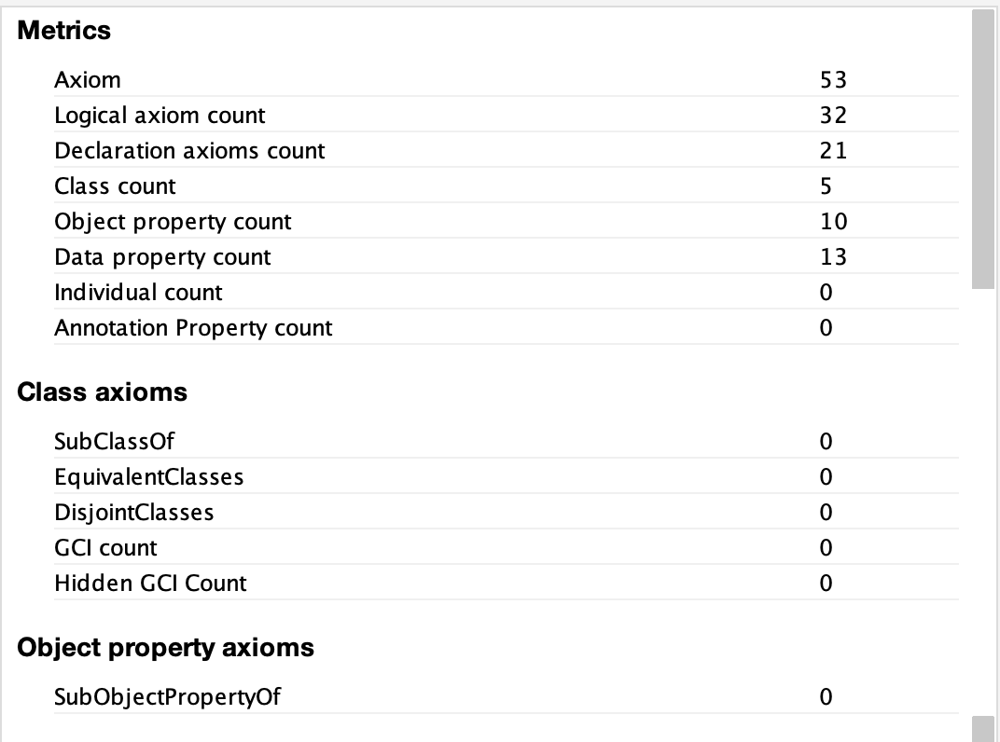 Metrics
Axiom 53
Logical axiom count 32
Declaration axioms count 21
Class count 5
Object property count 10
Data property count 13
Individual count 0
Annotation Property count 0
Class axioms
SubClassOf 0
EquivalentClasses 0
DisjointClasses 0
GCI count 0
Hidden GCI Count 0
Object property axioms
SubObjectPropertyOf 0